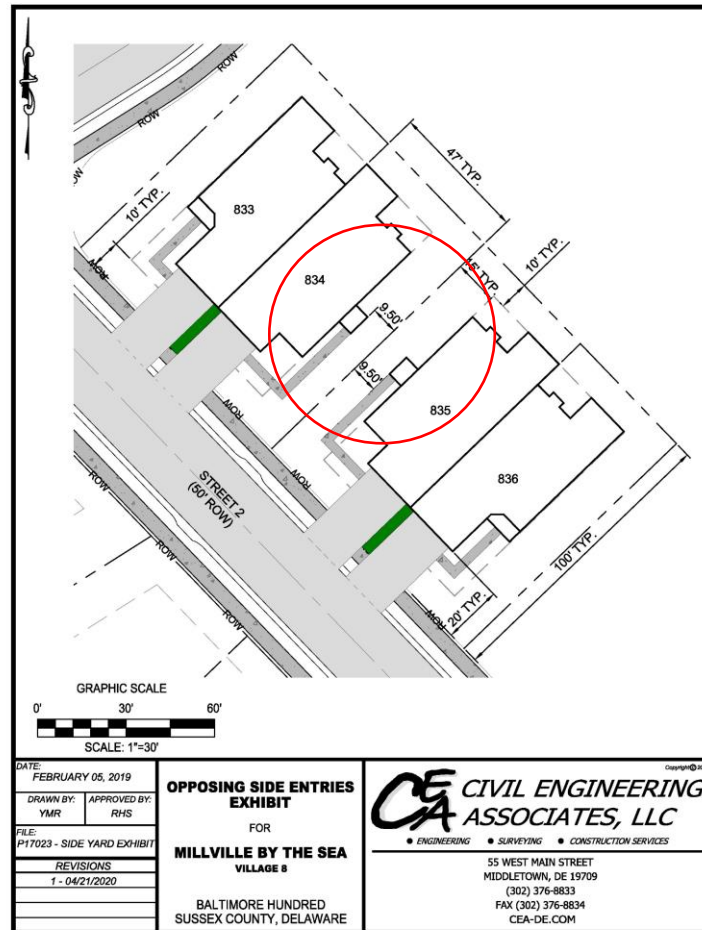 ROW
ROW
ROW
47' TYP.
10' TYP.
833
834
10' TYP.
15' TYP.
ROW
9.50'
9.50'
835
ROW
836
STREET 2
(50' ROW)
ROW
ROW
ROW
100' TYP.
20' TYP.
ROW
ROW
GRAPHIC SCALE
0' 30' 60'
SCALE: 1"=30'
DATE:
FEBRUARY 05, 2019
DRAWN BY: APPROVED BY:
YMR RHS
FILE:
P17023 - SIDE YARD EXHIBIT
REVISIONS
1 - 04/21/2020
OPPOSING SIDE ENTRIES
EXHIBIT
FOR
MILLVILLE BY THE SEA
VILLAGE 8
BALTIMORE HUNDRED
SUSSEX COUNTY, DELAWARE
CEA
CIVIL ENGINEERING
ASSOCIATES, LLC
• ENGINEERING • SURVEYING • CONSTRUCTION SERVICES
55 WEST MAIN STREET
MIDDLETOWN, DE 19709
(302) 376-8833
FAX (302) 376-8834
CEA-DE.COM
Copyright ©